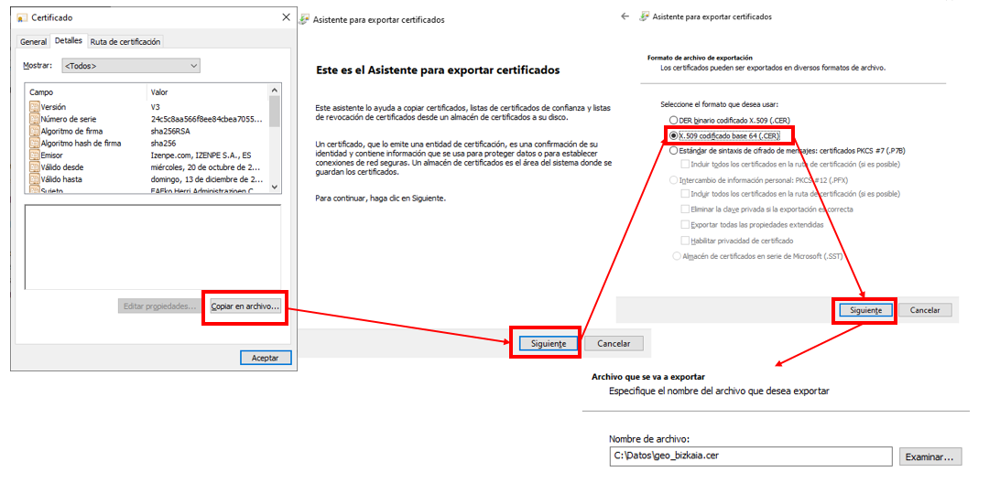 Certificado
General Detalles Ruta de certificación
Mostrar: <Todos>
Campo Valor
Versión V3
Número de serie 24c5c8aa566f8ee84cbea7055...
Algoritmo de firma sha256RSA
Algoritmo hash de firma sha256
Emisor Izenpe.com, IZENPE S.A., ES
Válido desde miércoles, 20 de octubre de 2...
Válido hasta domingo, 13 de diciembre de 2...
Sujeto EAEko Herri Administrazioen C...
Editar propiedades... Copiar en archivo...
Aceptar
Asistente para exportar certificados
Este es el Asistente para exportar certificados
Este asistente lo ayuda a copiar certificados, listas de certificados de confianza y listas
de revocación de certificados desde un almacén de certificados a su disco.
Un certificado, que lo emite una entidad de certificación, es una confirmación de su
identidad y contiene información que se usa para proteger datos o para establecer
conexiones de red seguras. Un almacén de certificados es el área del sistema donde se
guardan los certificados.
Para continuar, haga clic en Siguiente.
Siguiente Cancelar
Asistente para exportar certificados
Formato de archivo de exportación
Los certificados pueden ser exportados en diversos formatos de archivo.
Seleccione el formato que desea usar:
DER binario codificado X.509 (.CER)
X.509 codificado base 64 (.CER)
Estándar de sintaxis de cifrado de mensajes: certificados PKCS #7 (.P7B)
Incluir todos los certificados en la ruta de certificación (si es posible)
Intercambio de información personal: PKCS #12 (.PFX)
Incluir todos los certificados en la ruta de certificación (si es posible)
Eliminar la clave privada si la exportación es correcta
Exportar todas las propiedades extendidas
Habilitar privacidad de certificado
Almacén de certificados en serie de Microsoft (.SST)
Siguiente Cancelar
Archivo que se va a exportar
Especifique el nombre del archivo que desea exportar
Nombre de archivo:
C:\Datos\geo_bizkaia.cer Examinar...